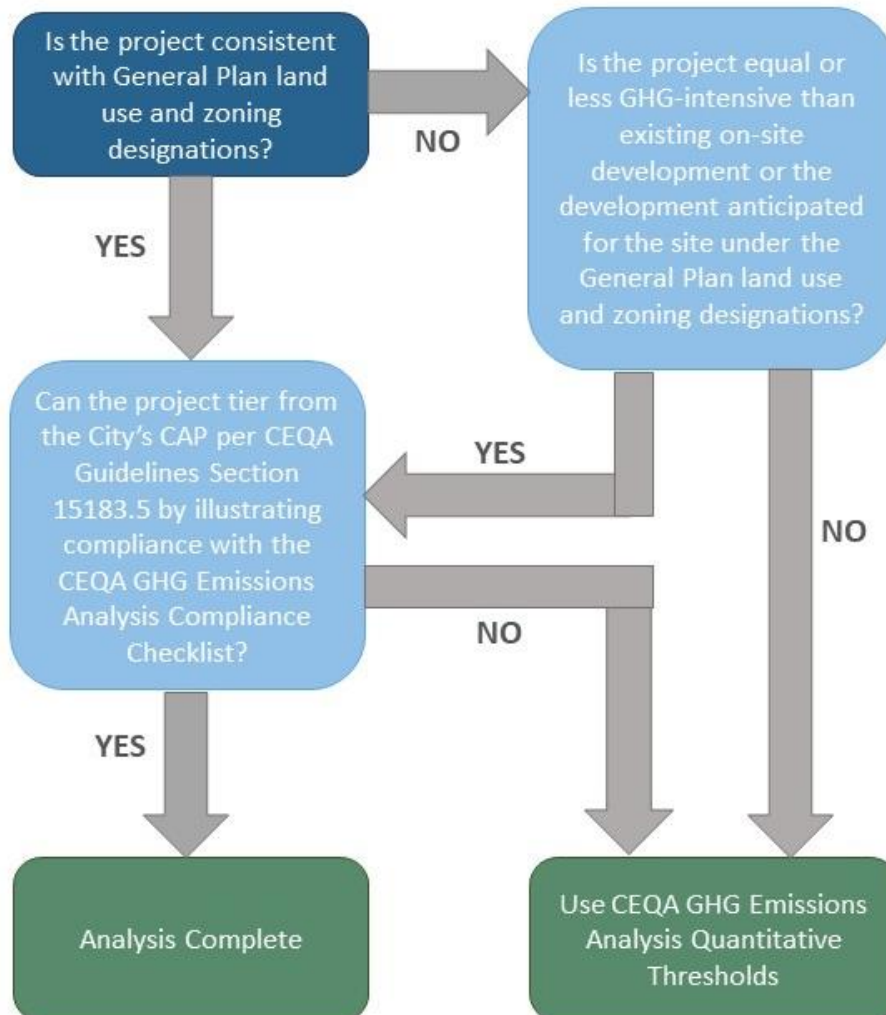 Is the project consistent
with General Plan land
use and zoning
designations?
NO
Is the project equal or
less GHG-intensive than
existing on-site
development or the
development anticipated
for the site under the
General Plan land use
and zoning designations?
YES
Can the project tier from
the City’s CAP per CEQA
Guidelines Section
15183.5 by illustrating
compliance with the
CEQA GHG Emissions
Analysis Compliance
Checklist?
YES
NO
NO
YES
Analysis Complete
Use CEQA GHG Emissions
Analysis Quantitative
Thresholds